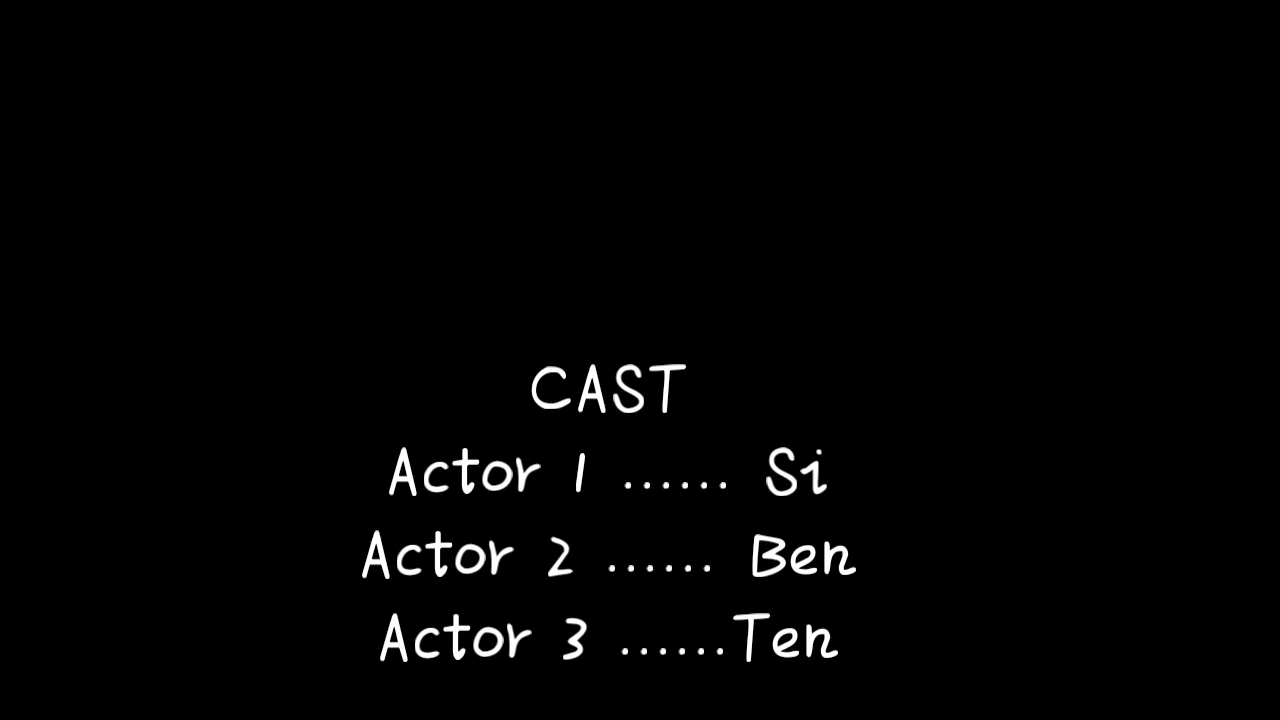 CAST
Actor 1 ...... Si
Actor 2 ...... Ben
Actor 3 ......Ten